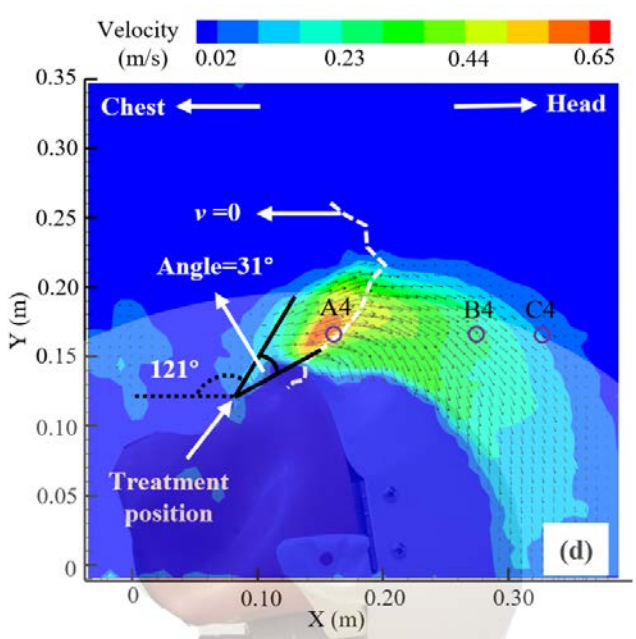 Velocity
(m/s)
0.02 0.23 0.44 0.65
0.35
0.30
0.25
0.20
0.15
0.10
0.05
0
Y (m)
Chest
Head
v =0
Angle=31°
A4 B4 C4
121°
Treatment
position
(d)
0 0.10 0.20 0.30
X (m)